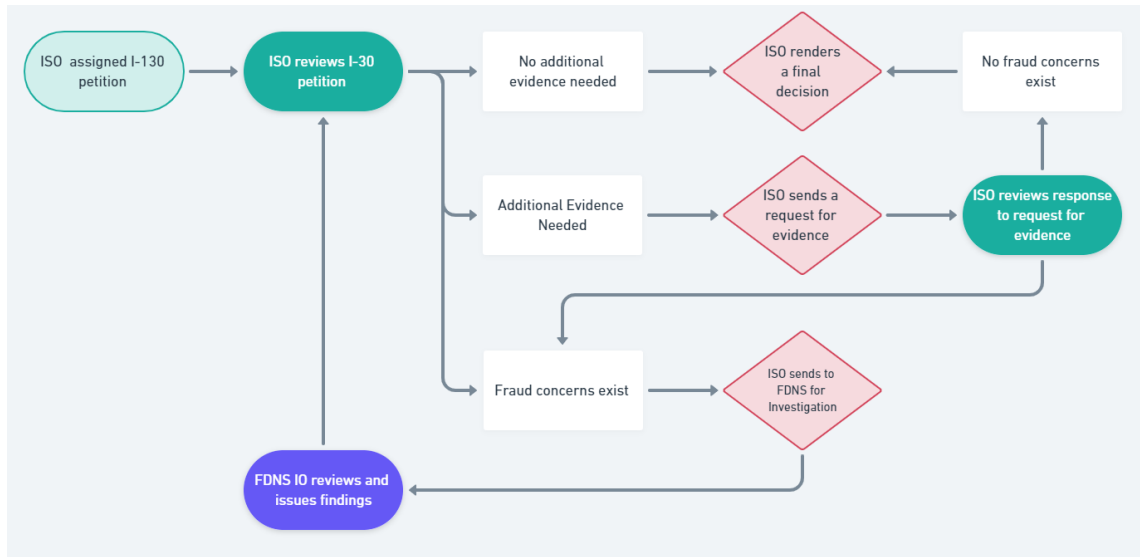 ISO assigned I-130
petition
ISO reviews I-30
petition
No additional
evidence needed
ISO renders
a final
decision
No fraud concerns
exist
Additional Evidence
Needed
ISO sends a
request for
evidence
ISO reviews response
to request for
evidence
Fraud concerns exist
ISO sends to
FDNS for
Investigation
FDNS IO reviews and
issues findings